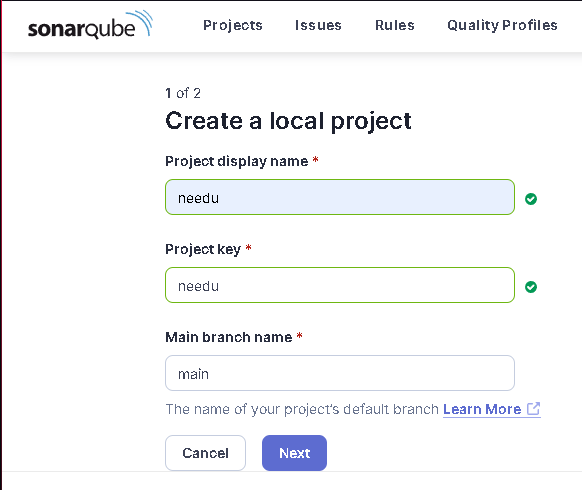 sonarqube Projects Issues Rules Quality Profiles
1 of 2
Create a local project
Project display name *
needu
Project key *
needu
Main branch name *
main
The name of your project's default branch Learn More
Cancel Next